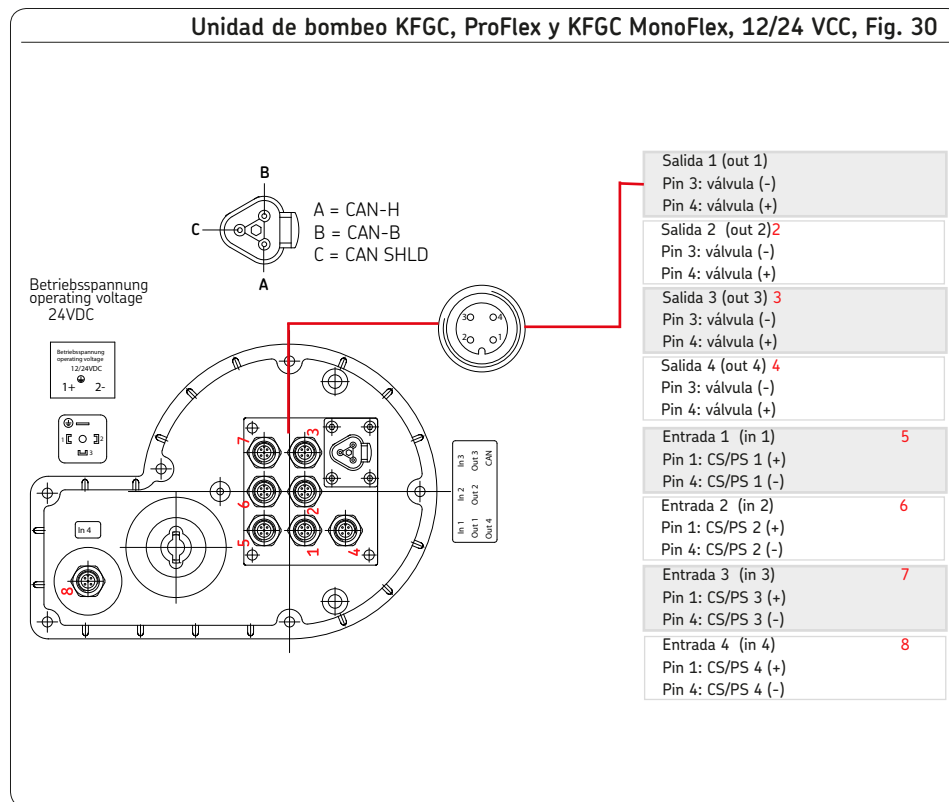 Unidad de bombeo KFGC, ProFlex y KFGC MonoFlex, 12/24 VCC, Fig. 30
B
C
A
A = CAN-H
B = CAN-B
C = CAN SHLD
Betriebsspannung
operating voltage
24VDC
Betriebsspannung
operating voltage
12/24VDC
1+ 2-
1 2
3
3 4
2 1
7 3
6 2
5 1 4
In 4
8
In 1 In 2 In 3
Out 1 Out 2 Out 3
Out 4 CAN
Salida 1 (out 1)
Pin 3: válvula (-)
Pin 4: válvula (+)
Salida 2 (out 2) 2
Pin 3: válvula (-)
Pin 4: válvula (+)
Salida 3 (out 3) 3
Pin 3: válvula (-)
Pin 4: válvula (+)
Salida 4 (out 4) 4
Pin 3: válvula (-)
Pin 4: válvula (+)
Entrada 1 (in 1) 5
Pin 1: CS/PS 1 (+)
Pin 4: CS/PS 1 (-)
Entrada 2 (in 2) 6
Pin 1: CS/PS 2 (+)
Pin 4: CS/PS 2 (-)
Entrada 3 (in 3) 7
Pin 1: CS/PS 3 (+)
Pin 4: CS/PS 3 (-)
Entrada 4 (in 4) 8
Pin 1: CS/PS 4 (+)
Pin 4: CS/PS 4 (-)